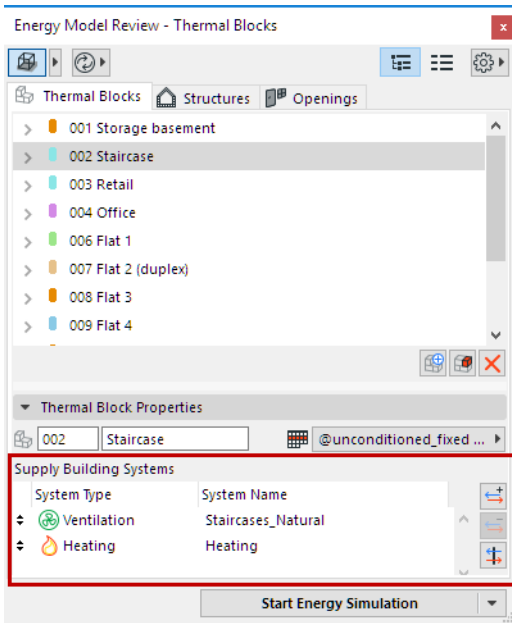 Energy Model Review - Thermal Blocks
Thermal Blocks Structures Openings
001 Storage basement
002 Staircase
003 Retail
004 Office
006 Flat 1
007 Flat 2 (duplex)
008 Flat 3
009 Flat 4
Thermal Block Properties
002 Staircase @unconditioned_fixed ...
Supply Building Systems
System Type System Name
Ventilation Staircases_Natural
Heating Heating
Start Energy Simulation